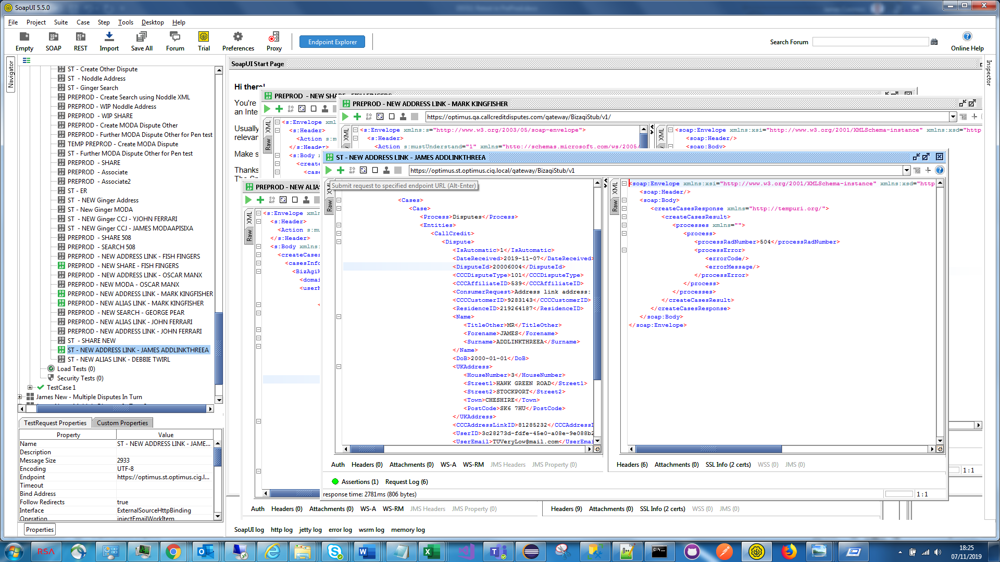 SoapUI 5.5.0
File Project Suite Case Step Tools Desktop Help
Empty SOAP REST Import Save All Forum Trial Preferences Proxy Endpoint Explorer Search Forum Online Help
Navigator
Inspector
ST - Create Other Dispute
ST - Noddle Address
ST - Ginger Search
PREPROD - Create Search using Noddle XML
PREPROD - WIP Noddle Address
PREPROD - WIP SHARE
PREPROD - Create MODA Dispute Other
PREPROD - Further MODA Dispute Other for Pen test
TEMP PREPROD - Create MODA Dispute
ST - Further MODA Dispute Other for Pen test
PREPROD - SHARE
PREPROD - Associate
PREPROD - Associate2
ST - ER
ST - NEW Ginger Address
ST - New Ginger MODA
ST - NEW Ginger CCJ - YJOHN FERRARI
ST - NEW Ginger CCJ - JAMES MODAAPISIXA
PREPROD - SHARE 508
PREPROD - SEARCH 508
PREPROD - NEW ADDRESS LINK - FISH FINGERS
PREPROD - NEW SHARE - FISH FINGERS
PREPROD - NEW ADDRESS LINK - OSCAR MANX
PREPROD - NEW MODA - OSCAR MANX
PREPROD - NEW ADDRESS LINK - MARK KINGFISHER
PREPROD - NEW ALIAS LINK - MARK KINGFISHER
PREPROD - NEW SEARCH - GEORGE PEAR
PREPROD - NEW ALIAS LINK - JOHN FERRARI
PREPROD - NEW ADDRESS LINK - JOHN FERRARI
ST - SHARE NEW
ST - NEW ADDRESS LINK - JAMES ADDLINKTHREEA
ST - NEW ALIAS LINK - DEBBIE TWIRL
Load Tests (0)
Security Tests (0)
TestCase 1
James New - Multiple Disputes In Turn
TestRequest Properties Custom Properties
Property Value
Name ST - NEW ADDRESS LINK - JAME...
Description
Message Size 2933
Encoding UTF-8
Endpoint https://optimus.st.optimus.cig.l...
Timeout
Bind Address
Follow Redirects true
Interface ExternalSourceHttpBinding
Operation injectEmailWorkItem
Properties
SoapUI Start Page
Hi there!
You're
an Inte
Usually
relevan
Make s
Thanks
PREPROD - NEW SHARE - FISH FINGERS
XML
Raw
<s:Envelope xml
<s:Header>
<Action s:m
</s:Header>
<s:Body x
<create
<case
PREPROD - NEW ADDRESS LINK - MARK KINGFISHER
https://optimus.qa.callcreditdisputes.com/gateway/BizaqiStub/v1/
XML
<s:Envelope xmlns:s="http://www.w3.org/2003/05/soap-envelope">
<s:Header>
<Action s:mustUnderstand="1" xmlns="http://schemas.microsoft.com/ws/2005/
XML
<soap:Envelope xmlns:xsi="http://www.w3.org/2001/XMLSchema-instance" xmlns:xsd="http
<soap:Header/>
<soap:Body>
PREPROD - NEW ALIAS
XML
Raw
<s:Envelope xmln
<s:Header>
<Action s:mu
</s:Header>
<s:Body xmlns:
<createCases
<casesInfo
<BizAgiW
<domai
<userN
<
ST - NEW ADDRESS LINK - JAMES ADDLINKTHREEA
https://optimus.st.optimus.cig.local/gateway/BizaqiStub/v1
Submit request to specified endpoint URL (Alt-Enter)
XML
Raw
<Cases>
<Case>
<Process>Disputes</Process>
<Entities>
<CallCredit>
<Dispute>
<IsAutomatic>1</IsAutomatic>
<DateReceived>2019-11-07</DateReceived>
<DisputeId>20006004</DisputeId>
<CCCDisputeType>101</CCCDisputeType>
<CCCAffiliateID>539</CCCAffiliateID>
<ConsumerRequest>Address link address:
<CCCCustomerID>9283143</CCCCustomerID>
<ResidenceID>219264187</ResidenceID>
<Name>
<TitleOther>MR</TitleOther>
<Forename>JAMES</Forename>
<Surname>ADDLINKTHREEA</Surname>
</Name>
<DoB>2000-01-01</DoB>
<UKAddress>
<HouseNumber>3</HouseNumber>
<Street1>HAWK GREEN ROAD</Street1>
<Street2>STOCKPORT</Street2>
<Town>CHESHIRE</Town>
<PostCode>SK6 7HU</PostCode>
</UKAddress>
<CCCAddressLinkID>81285232</CCCAddressI
<UserID>3c28273d-fdfe-45e0-a08e-9e088b2
<UserEmail>TUVeryLow@mail.com</UserEmai
XML
Raw
<soap:Envelope xmlns:xsi="http://www.w3.org/2001/XMLSchema-instance" xmlns:xsd="http
<soap:Header/>
<soap:Body>
<createCasesResponse xmlns="http://tempuri.org/">
<createCasesResult>
<processes xmlns="">
<process>
<processRadNumber>504</processRadNumber>
<processError>
<errorCode/>
<errorMessage/>
</processError>
</process>
</processes>
</createCasesResult>
</createCasesResponse>
</soap:Body>
</soap:Envelope>
Auth Headers (0) Attachments (0) WS-A WS-RM JMS Headers JMS Property (0)
Headers (6) Attachments (0) SSL Info (2 certs) WSS (0) JMS (0)
Assertions (1) Request Log (6)
response time: 2781ms (806 bytes)
1:1
1:1
Auth Headers (0) Attachments (0) WS-A WS-RM JMS Headers JMS Property (0)
Headers (9) Attachments (0) SSL Info (2 certs) WSS (0) JMS (0)
SoapUI log http log jetty log error log wsrm log memory log
RSA
18:25
07/11/2019